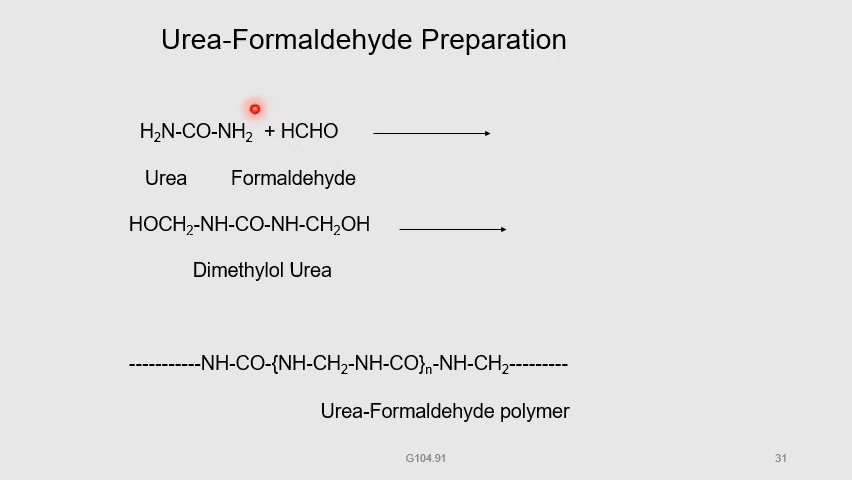 Urea-Formaldehyde Preparation
H₂N-CO-NH₂ + HCHO
Urea Formaldehyde
HOCH₂-NH-CO-NH-CH₂OH
Dimethylol Urea
-----------NH-CO-{NH-CH₂-NH-CO}ₙ-NH-CH₂---------
Urea-Formaldehyde polymer
G104.91 31